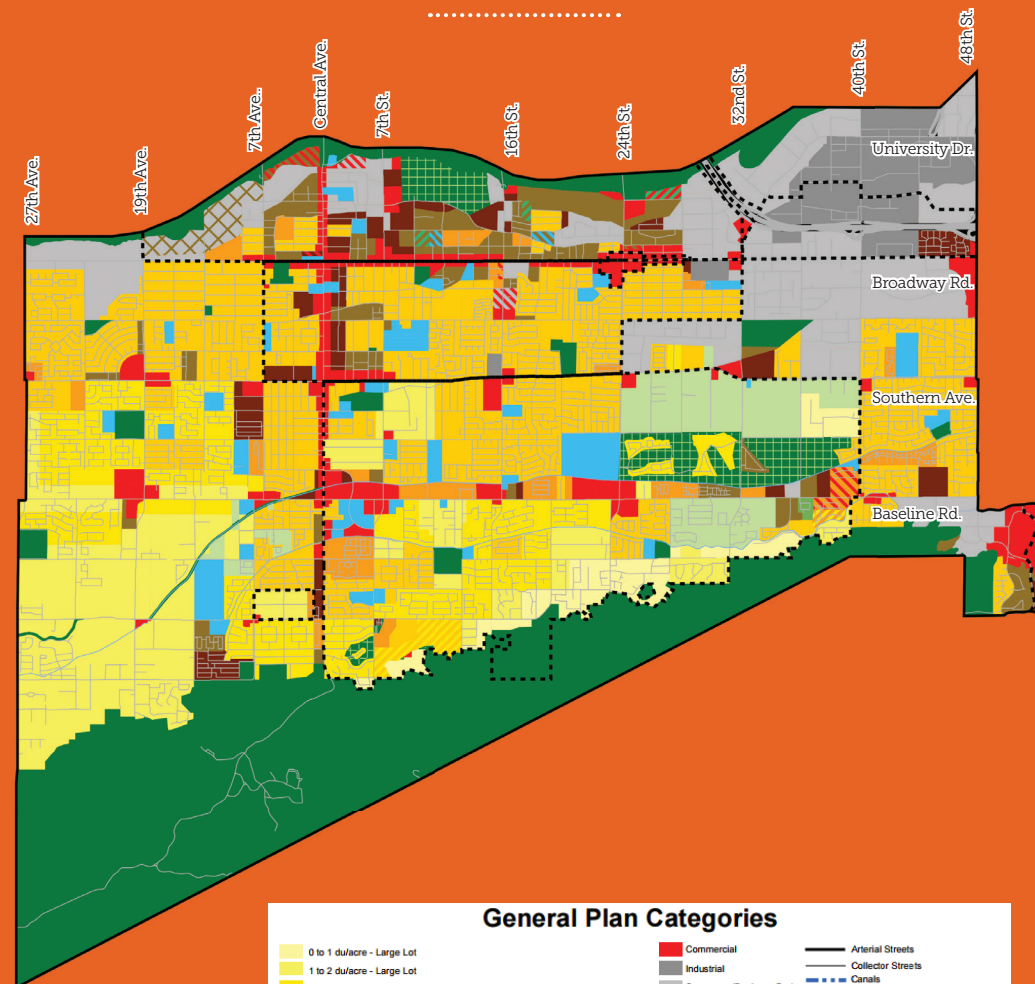 48th St.
40th St.
32nd St.
Central Ave.
7th Ave.:
7th St.
16th St.
24th St.
27th Ave.
19th Ave.
University Dr.
Broadway Rd.
Southern Ave.
Baseline Rd.
General Plan Categories
0 to 1 du/acre - Large Lot
1 to 2 du/acre - Large Lot
Commercial
Industrial
Arterial Streets
Collector Streets
Canals